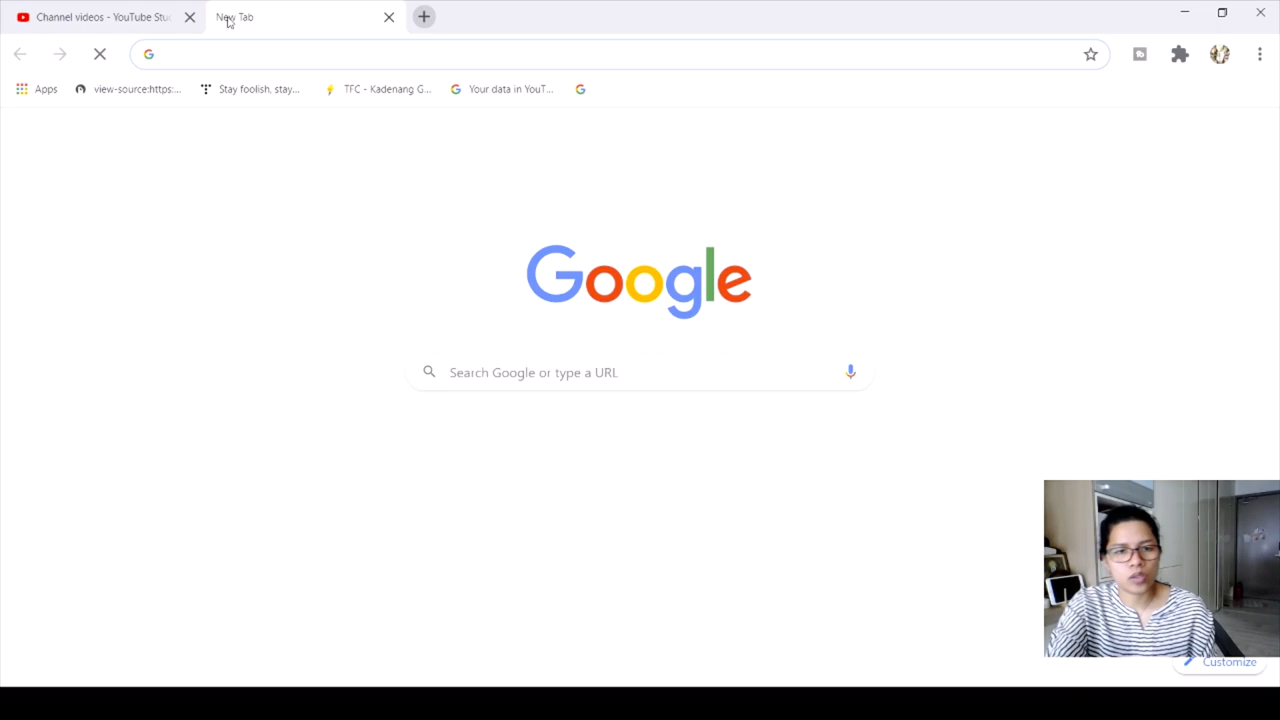 Channel videos - YouTube Stu
New Tab
Apps
view-source:https:...
Stay foolish, stay...
TFC - Kadenang G...
Your data in YouT...
Google
Search Google or type a URL
Customize